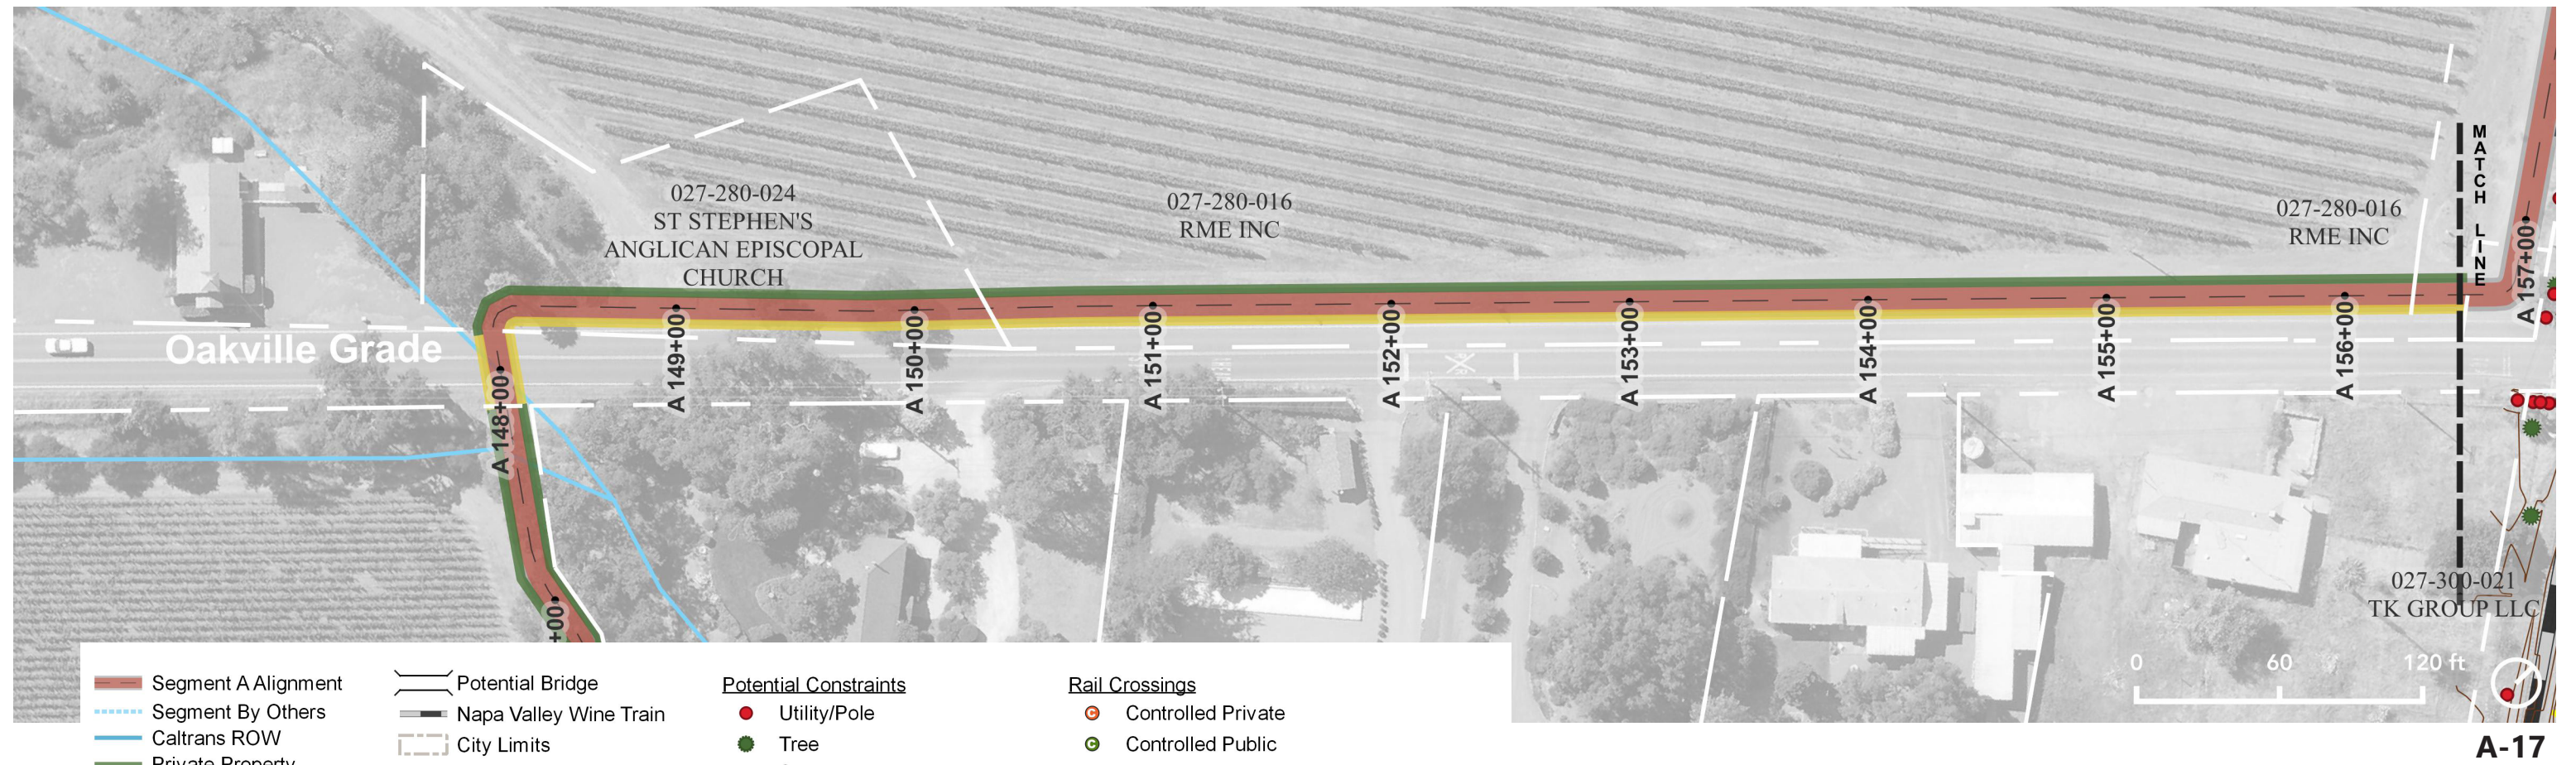 MATCH LINE
027-280-024
ST STEPHEN'S
ANGLICAN EPISCOPAL
CHURCH
027-280-016
RME INC
027-280-016
RME INC
A 157+00
Oakville Grade
A 148+00
A 149+00
A 150+00
A 151+00
A 152+00
A 153+00
A 154+00
A 155+00
A 156+00
+00
027-300-021
TK GROUP LLC
0 60 120 ft
Segment A Alignment
Segment By Others
Caltrans ROW
Private Property
Potential Bridge
Napa Valley Wine Train
City Limits
Potential Constraints
Utility/Pole
Tree
Rail Crossings
C Controlled Private
C Controlled Public
A-17